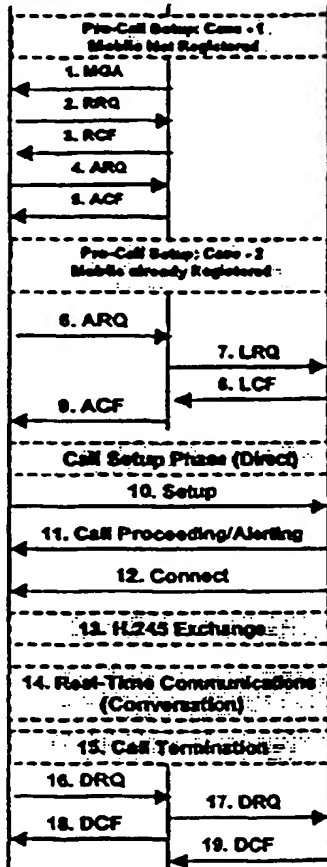 Pre-Call Setup: Case - 1
Mobile Not Registered
1. MGA
2. RRQ
3. RCF
4. ARQ
5. ACF
Pre-Call Setup: Case - 2
Mobile already Registered
6. ARQ
7. LRQ
8. LCF
9. ACF
Call Setup Phase (Direct)
10. Setup
11. Call Proceeding/Alerting
12. Connect
13. H.245 Exchange
14. Real-Time Communications
(Conversation)
15. Call Termination
16. DRQ
17. DRQ
18. DCF
19. DCF